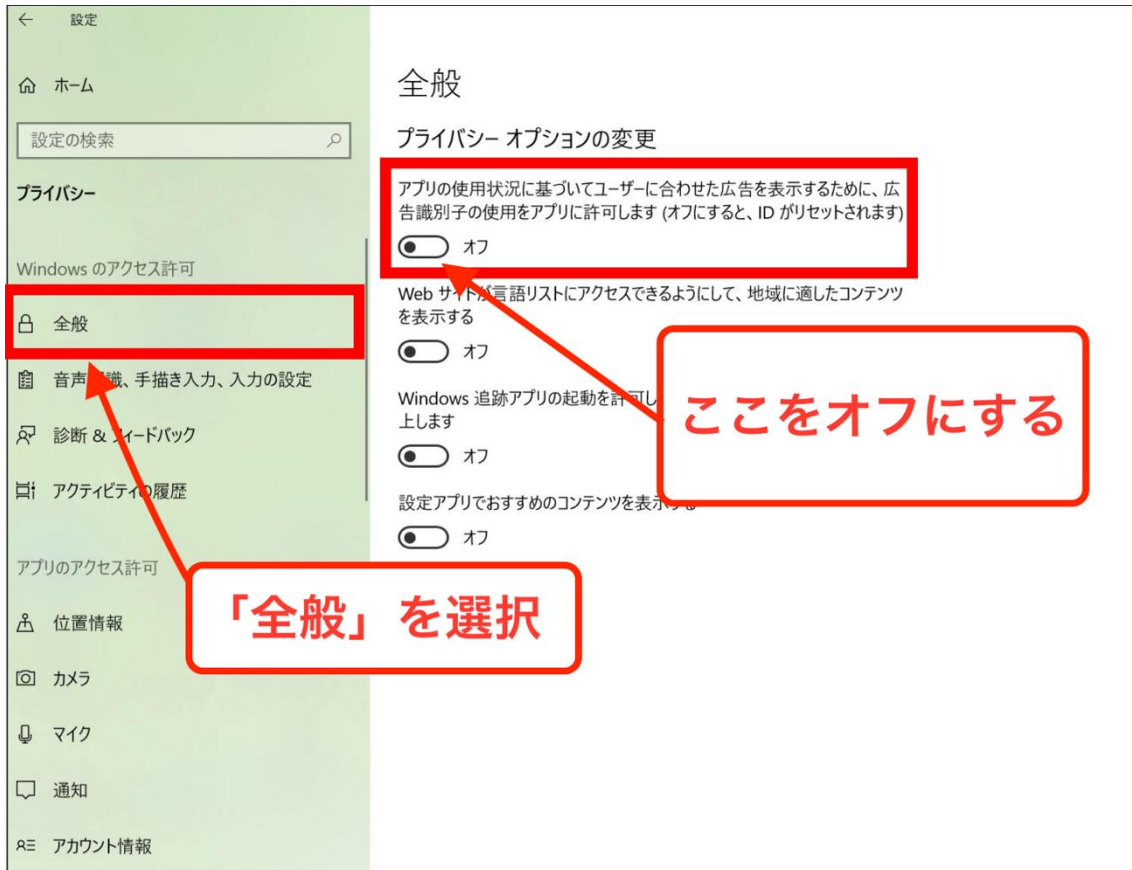 設定
ホーム
設定の検索
プライバシー
Windows のアクセス許可
全般
音声 識、手描き入力、入力の設定
診断 & フィードバック
アクティビティの履歴
アプリのアクセス許可
位置情報
カメラ
マイク
通知
アカウント情報
「全般」を選択
全般
プライバシー オプションの変更
アプリの使用状況に基づいてユーザーに合わせた広告を表示するために、広
告識別子の使用をアプリに許可します (オフにすると、ID がリセットされます)
オフ
Web サイトが言語リストにアクセスできるようにして、地域に適したコンテンツ
を表示する
オフ
Windows 追跡アプリの起動を許可し
上します
オフ
設定アプリでおすすめのコンテンツを表示する
オフ
ここをオフにする